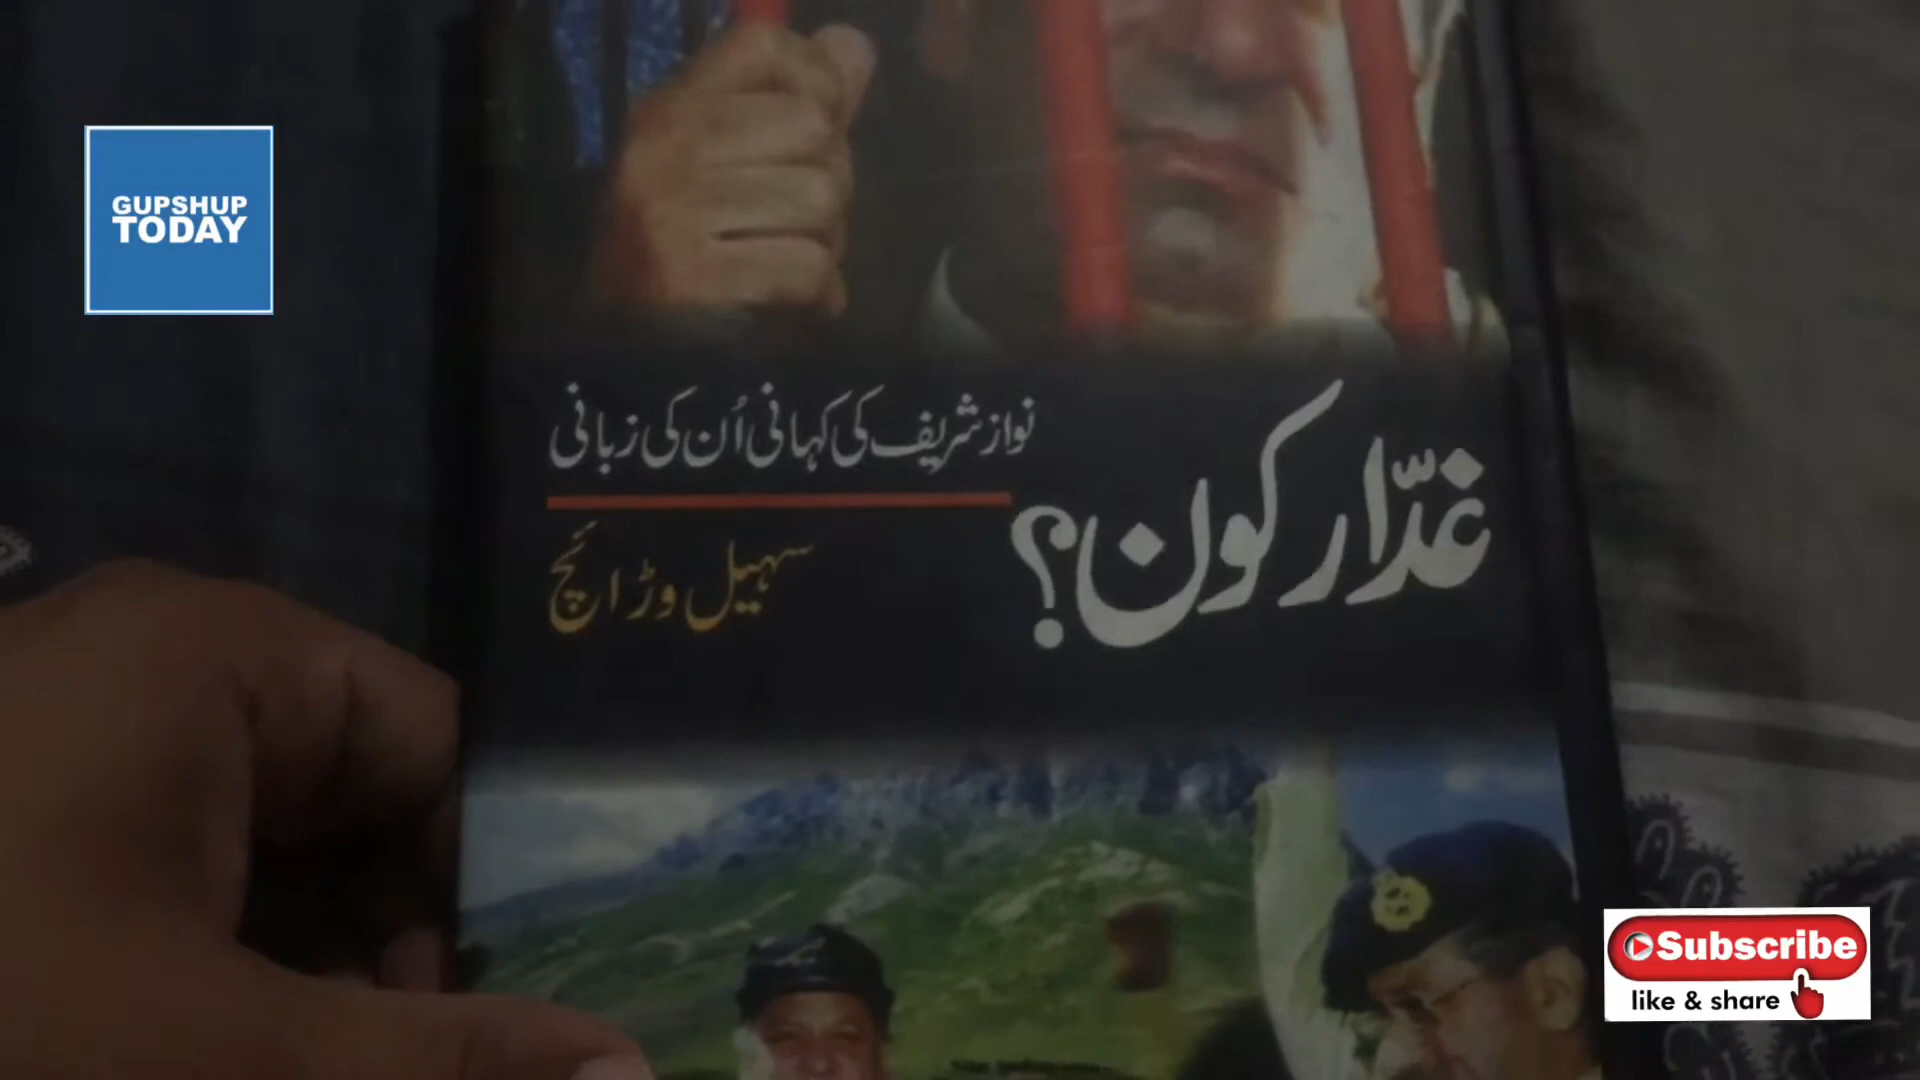 GUPSHUP
TODAY
نواز شریف کی کہانی اُن کی زبانی
غدّار کون؟
سہیل وڑائچ
Subscribe
like & share